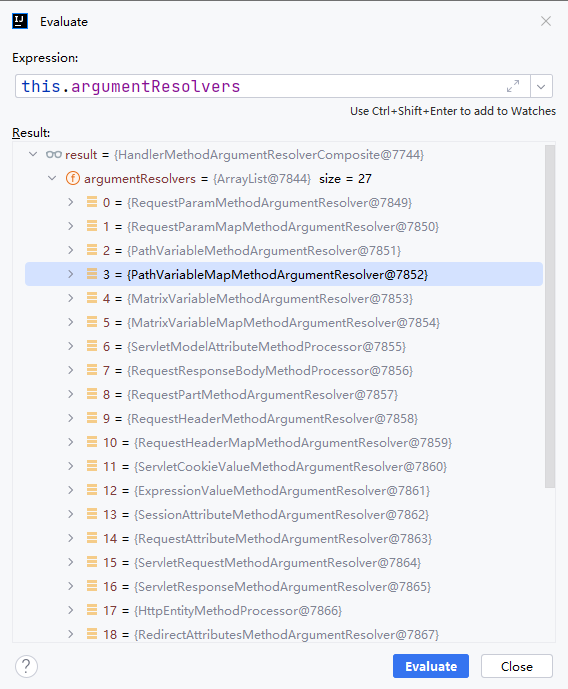 IJ Evaluate
Expression:
this.argumentResolvers
Use Ctrl+Shift+Enter to add to Watches
Result:
result = {HandlerMethodArgumentResolverComposite@7744}
f argumentResolvers = {ArrayList@7844} size = 27
0 = {RequestParamMethodArgumentResolver@7849}
1 = {RequestParamMapMethodArgumentResolver@7850}
2 = {PathVariableMethodArgumentResolver@7851}
3 = {PathVariableMapMethodArgumentResolver@7852}
4 = {MatrixVariableMethodArgumentResolver@7853}
5 = {MatrixVariableMapMethodArgumentResolver@7854}
6 = {ServletModelAttributeMethodProcessor@7855}
7 = {RequestResponseBodyMethodProcessor@7856}
8 = {RequestPartMethodArgumentResolver@7857}
9 = {RequestHeaderMethodArgumentResolver@7858}
10 = {RequestHeaderMapMethodArgumentResolver@7859}
11 = {ServletCookieValueMethodArgumentResolver@7860}
12 = {ExpressionValueMethodArgumentResolver@7861}
13 = {SessionAttributeMethodArgumentResolver@7862}
14 = {RequestAttributeMethodArgumentResolver@7863}
15 = {ServletRequestMethodArgumentResolver@7864}
16 = {ServletResponseMethodArgumentResolver@7865}
17 = {HttpEntityMethodProcessor@7866}
18 = {RedirectAttributesMethodArgumentResolver@7867}
? Evaluate Close